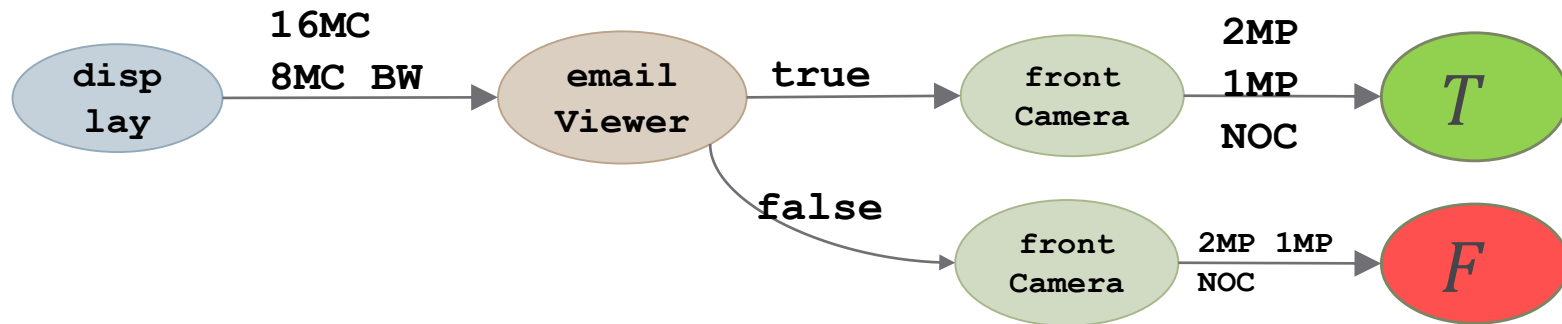 disp
lay
16MC
8MC BW
email
Viewer
true
front
Camera
2MP
1MP
NOC
T
false
front
Camera
2MP 1MP
NOC
F